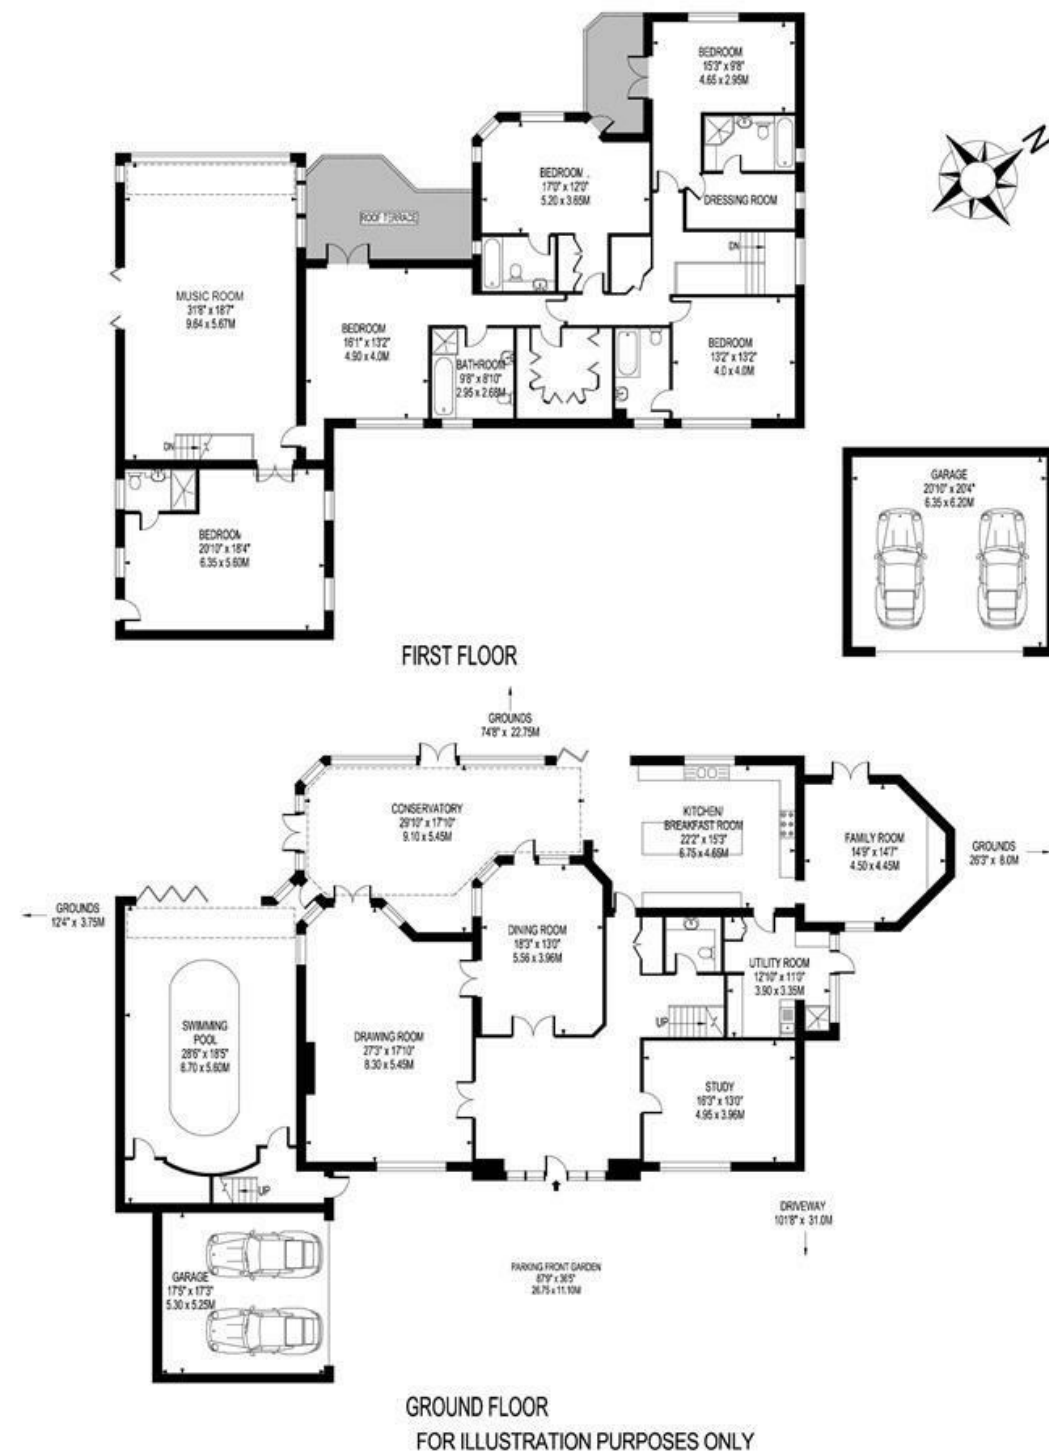 BEDROOM
15'3" x 9'8"
4.65 x 2.95M
N
BEDROOM
17'0" x 12'0"
5.20 x 3.65M
DRESSING ROOM
ROOF TERRACE
DN
MUSIC ROOM
31'8" x 18'7"
9.64 x 5.67M
BEDROOM
16'1" x 13'2"
4.90 x 4.0M
BATHROOM
9'8" x 8'10"
2.95 x 2.68M
BEDROOM
13'2" x 13'2"
4.0 x 4.0M
DN
BEDROOM
20'10" x 18'4"
6.35 x 5.60M
GARAGE
20'10" x 20'4"
6.35 x 6.20M
FIRST FLOOR
GROUNDS
74'8" x 22.75M
CONSERVATORY
29'10" x 17'10"
9.10 x 5.45M
KITCHEN/
BREAKFAST ROOM
22'2" x 15'3"
6.75 x 4.65M
FAMILY ROOM
14'9" x 14'7"
4.50 x 4.45M
GROUNDS
26'3" x 8.0M
GROUNDS
12'4" x 3.75M
DINING ROOM
18'3" x 13'0"
5.56 x 3.96M
UTILITY ROOM
12'10" x 11'0"
3.90 x 3.35M
SWIMMING
POOL
28'6" x 18'5"
8.70 x 5.60M
DRAWING ROOM
27'3" x 17'10"
8.30 x 5.45M
UP
STUDY
16'3" x 13'0"
4.95 x 3.96M
UP
DRIVEWAY
101'8" x 31.0M
PARKING FRONT GARDEN
87'9" x 36'5"
26.75 x 11.10M
GARAGE
17'5" x 17'3"
5.30 x 5.25M
GROUND FLOOR
FOR ILLUSTRATION PURPOSES ONLY